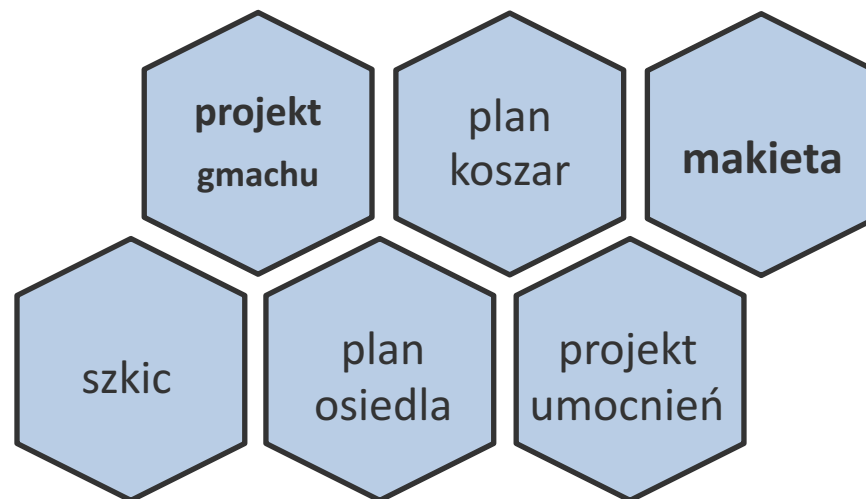 projekt
gmachu
plan
koszar
makieta
szkic
plan
osiedla
projekt
umocnień